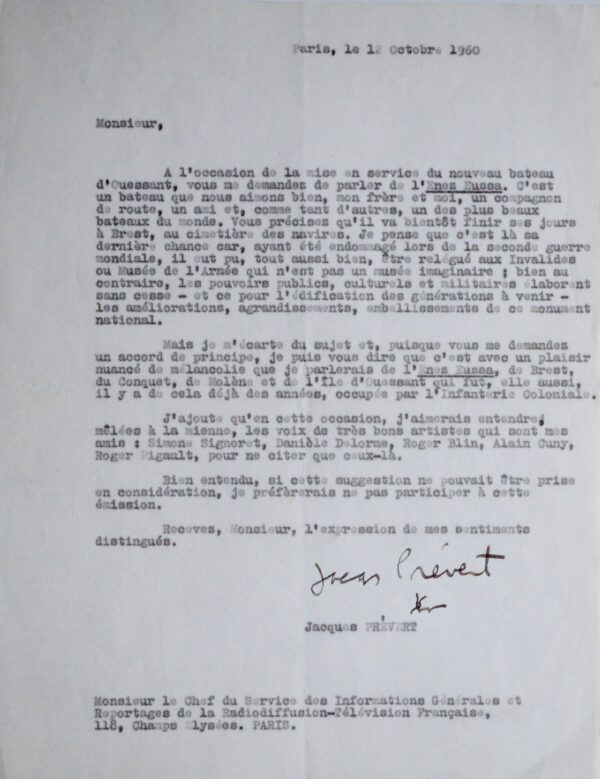 Paris, le 12 Octobre 1960
Monsieur,
A l'occasion de la mise en service du nouveau bateau
d'Ouessant, vous me demandez de parler de l'Enez Eussa. C'est
un bateau que nous aimons bien, mon frère et moi, un compagnon
de route, un ami et, comme tant d'autres, un des plus beaux
bateaux du monde. Vous précisez qu'il va bientôt finir ses jours
à Brest, au cimetière des navires. Je pense que c'est là sa
dernière chance car, ayant été endommagé lors de la seconde guerre
mondiale, il eut pu, tout aussi bien, être relégué aux Invalides
ou Musée de l'Armée qui n'est pas un musée imaginaire ; bien au
contraire, les pouvoirs publics, culturels et militaires élaborent
sans cesse - et ce pour l'édification des générations à venir -
les améliorations, agrandissements, embellissements de ce monument
national.
Mais je m'écarte du sujet et, puisque vous me demandez
un accord de principe, je puis vous dire que c'est avec un plaisir
nuancé de mélancolie que je parlerais de l'Enez Eussa, de Brest,
du Conquet, de Molène et de l'Île d'Ouessant qui fut, elle aussi,
il y a de cela déjà des années, occupée par l'Infanterie Coloniale.
J'ajoute qu'en cette occasion, j'aimerais entendre,
mêlées à la mienne, les voix de très bons artistes qui sont mes
amis : Simone Signoret, Danièle Delorme, Roger Blin, Alain Cuny,
Roger Pigault, pour ne citer que ceux-là.
Bien entendu, si cette suggestion ne pouvait être prise
en considération, je préfèrerais ne pas participer à cette
émission.
Recevez, Monsieur, l'expression de mes sentiments
distingués.
Jacques Prévert
Jacques PRÉVERT
Monsieur le Chef du Service des Informations Générales et
Reportages de la Radiodiffusion-Télévision Française,
118, Champs Elysées. PARIS.